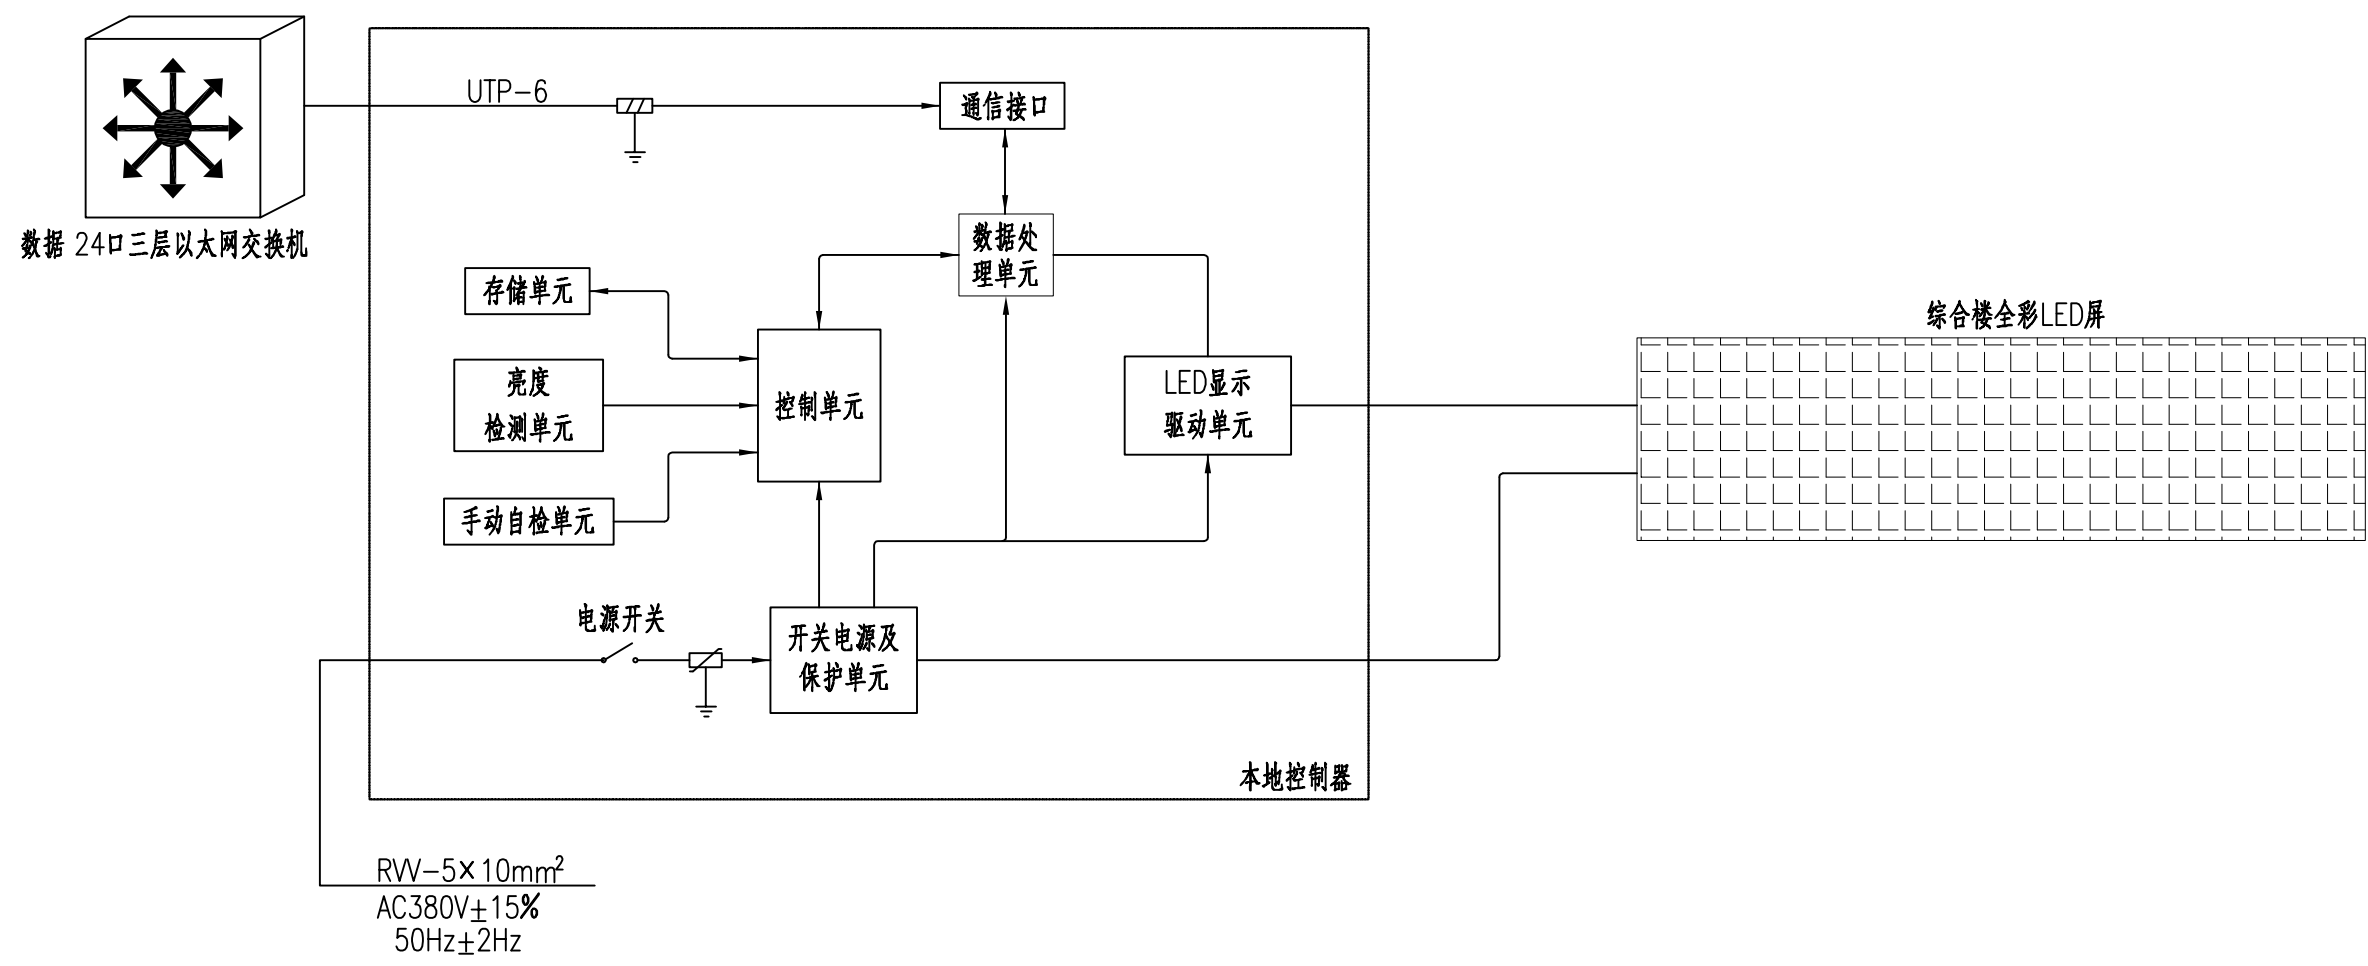 UTP-6
通信接口
数据 24口三层以太网交换机
数据处
理单元
存储单元
综合楼全彩LED屏
亮度
检测单元
控制单元
LED显示
驱动单元
手动自检单元
电源开关
开关电源及
保护单元
本地控制器
RVV-5×10mm²
AC380V±15%
50Hz±2Hz